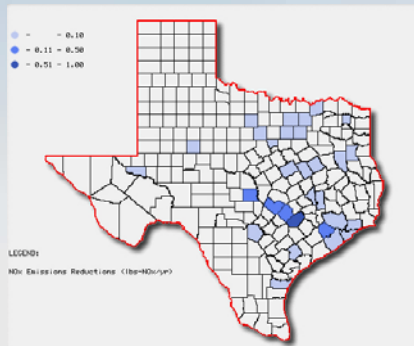 -      - 0.10
- 0.11 - 0.50
- 0.51 - 1.00
LEGEND:
NOx Emissions Reductions (lbs-NOx/yr)